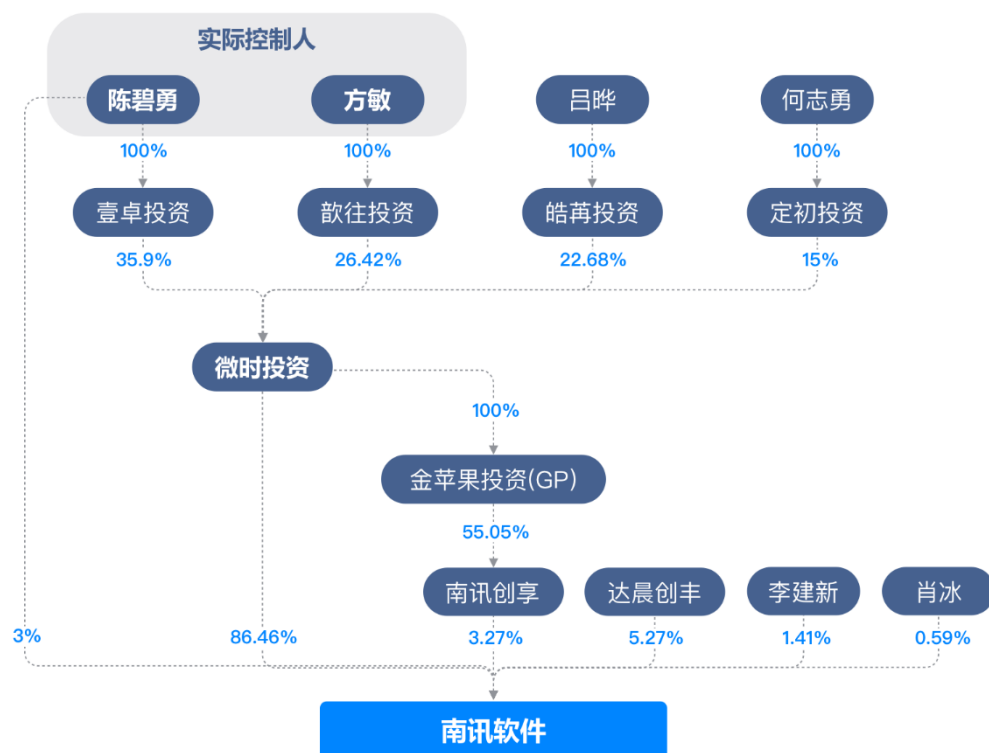 实际控制人
陈碧勇 方敏 吕晔 何志勇
100% 100% 100% 100%
壹卓投资 歆往投资 皓苒投资 定初投资
35.9% 26.42% 22.68% 15%
微时投资
100%
金苹果投资(GP)
55.05%
南讯创享 达晨创丰 李建新 肖冰
3% 86.46% 3.27% 5.27% 1.41% 0.59%
南讯软件